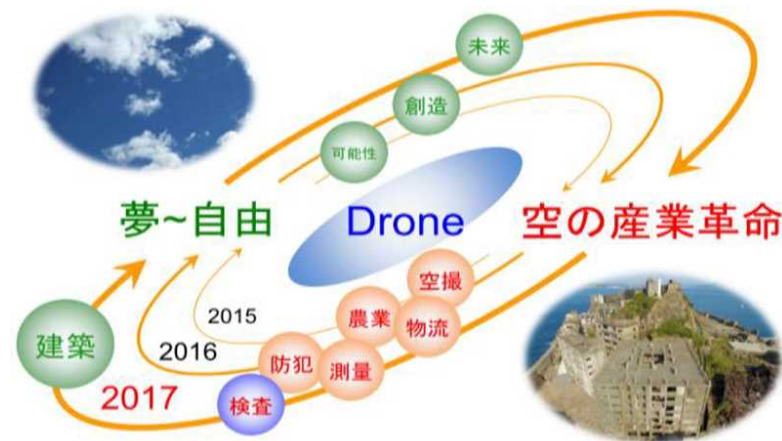 未来
創造
可能性
夢~自由
Drone
空の産業革命
空撮
2015
農業
物流
2016
建築
防犯
測量
2017
検査